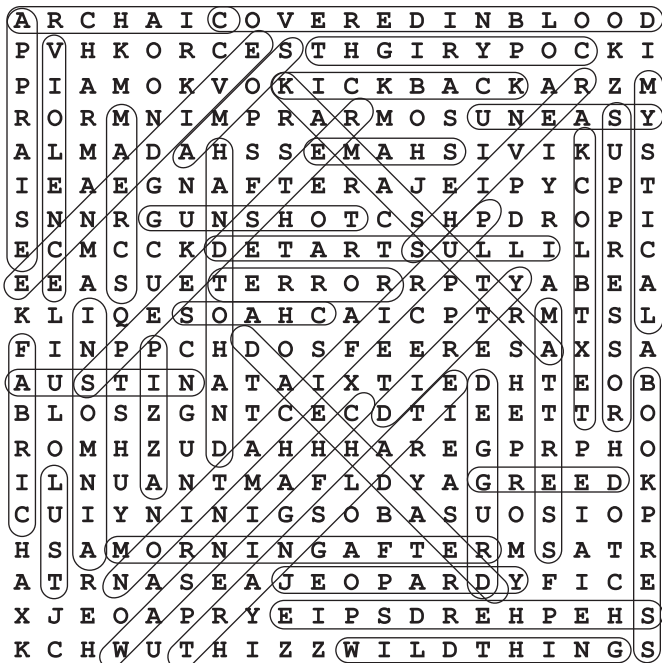 A R C H A I C O V E R E D I N B L O O D
P V H K O R C E S T H G I R Y P O C K I
P I A M O K V O K I C K B A C K A R Z M
R O R M N I M P R A R M O S U N E A S Y
A L M A D A H S S E M A H S I V I K U S
I E A E G N A F T E R A J E I P Y C P T
S N N R G U N S H O T C S H P D R O P I
E C M C C K D E T A R T S U L L I L R C
E E A S U E T E R R O R R P T Y A B E A
K L I Q E S O A H C A I C P T R M T S L
F I N P P C H D O S F E E R E S A X S A
A U S T I N A T A I X T I E D H T E O B
B L O S Z G N T C E C D T I E E T T R O
R O M H Z U D A H H H A R E G P R P H O
I L N U A N T M A F L D Y A G R E E D K
C U I Y N I N I G S O B A S U O S I O P
H S A M O R N I N G A F T E R M S A T R
A T R N A S E A J E O P A R D Y F I C E
X J E O A P R Y E I P S D R E H P E H S
K C H W U T H I Z Z W I L D T H I N G S